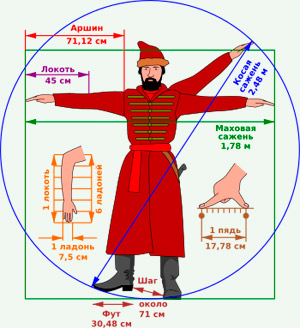 Аршин
71,12 см
Локоть
45 см
Косая
сажень
2,48 м
Маховая
сажень
1,78 м
1 локоть
6 ладоней
1 ладонь
7,5 см
1 пядь
17,78 см
Шаг
около
71 см
Фут
30,48 см